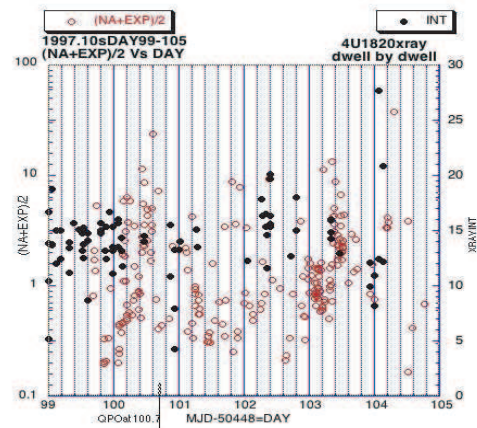 (NA+EXP)/2
INT
1997.10sDAY99-105
(NA+EXP)/2 Vs DAY
4U1820xray
dwell by dwell
100
10
1
0.1
(NA+EXP)/2
30
25
20
15
10
5
0
XRAYINT
99
100
101
102
103
104
105
QPOat100.7
MJD-50448=DAY